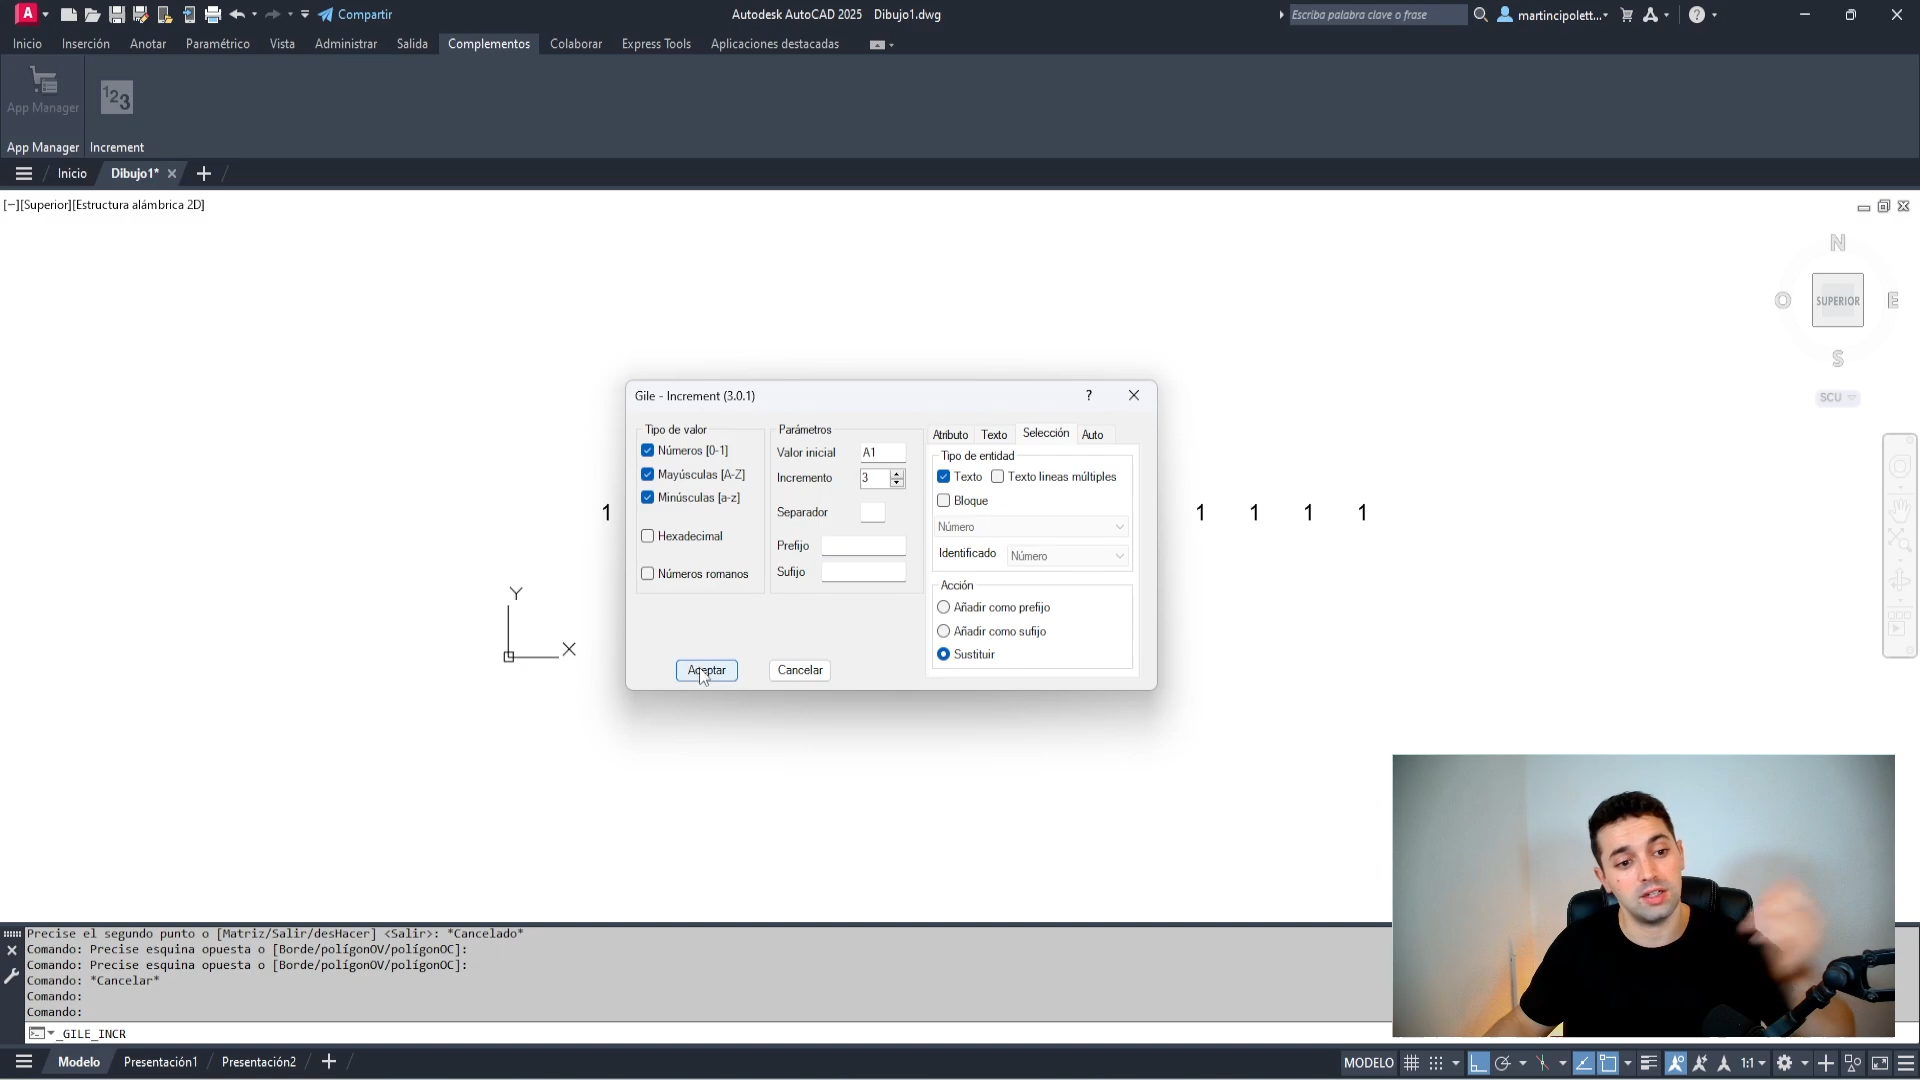 Compartir
Autodesk AutoCAD 2025 Dibujo1.dwg
Escriba palabra clave o frase
martincipolett...
Inicio Inserción Anotar Paramétrico Vista Administrar Salida Complementos Colaborar Express Tools Aplicaciones destacadas
App Manager
123
App Manager Increment
Inicio Dibujo1*
[−][Superior][Estructura alámbrica 2D]
N
O SUPERIOR E
S
SCU
Gile - Increment (3.0.1)
Tipo de valor
Números [0-1]
Mayúsculas [A-Z]
Minúsculas [a-z]
Hexadecimal
Números romanos
Parámetros
Valor inicial A1
Incremento 3
Separador
Prefijo
Sufijo
Atributo Texto Selección Auto
Tipo de entidad
Texto Texto lineas múltiples
Bloque
Número
Identificado Número
Acción
Añadir como prefijo
Añadir como sufijo
Sustituir
Aceptar Cancelar
1 1 1 1 1
Y
X
Precise el segundo punto o [Matriz/Salir/desHacer] <Salir>: *Cancelado*
Comando: Precise esquina opuesta o [Borde/polígonOV/polígonOC]:
Comando: Precise esquina opuesta o [Borde/polígonOV/polígonOC]:
Comando: *Cancelar*
Comando:
Comando:
_GILE_INCR
Modelo Presentación1 Presentación2
MODELO 1:1